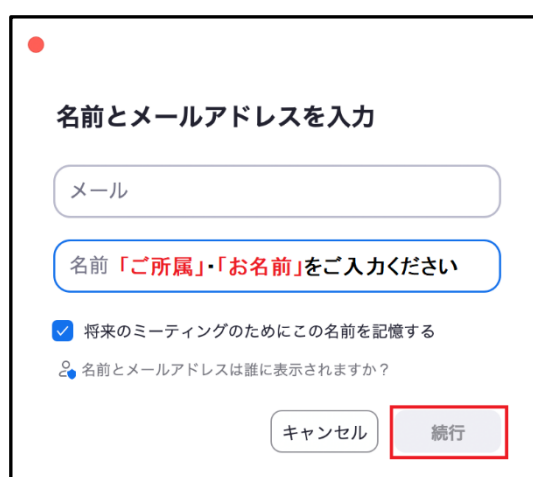 名前とメールアドレスを入力
メール
名前「ご所属」・「お名前」をご入力ください
将来のミーティングのためにこの名前を記憶する
名前とメールアドレスは誰に表示されますか？
キャンセル 続行